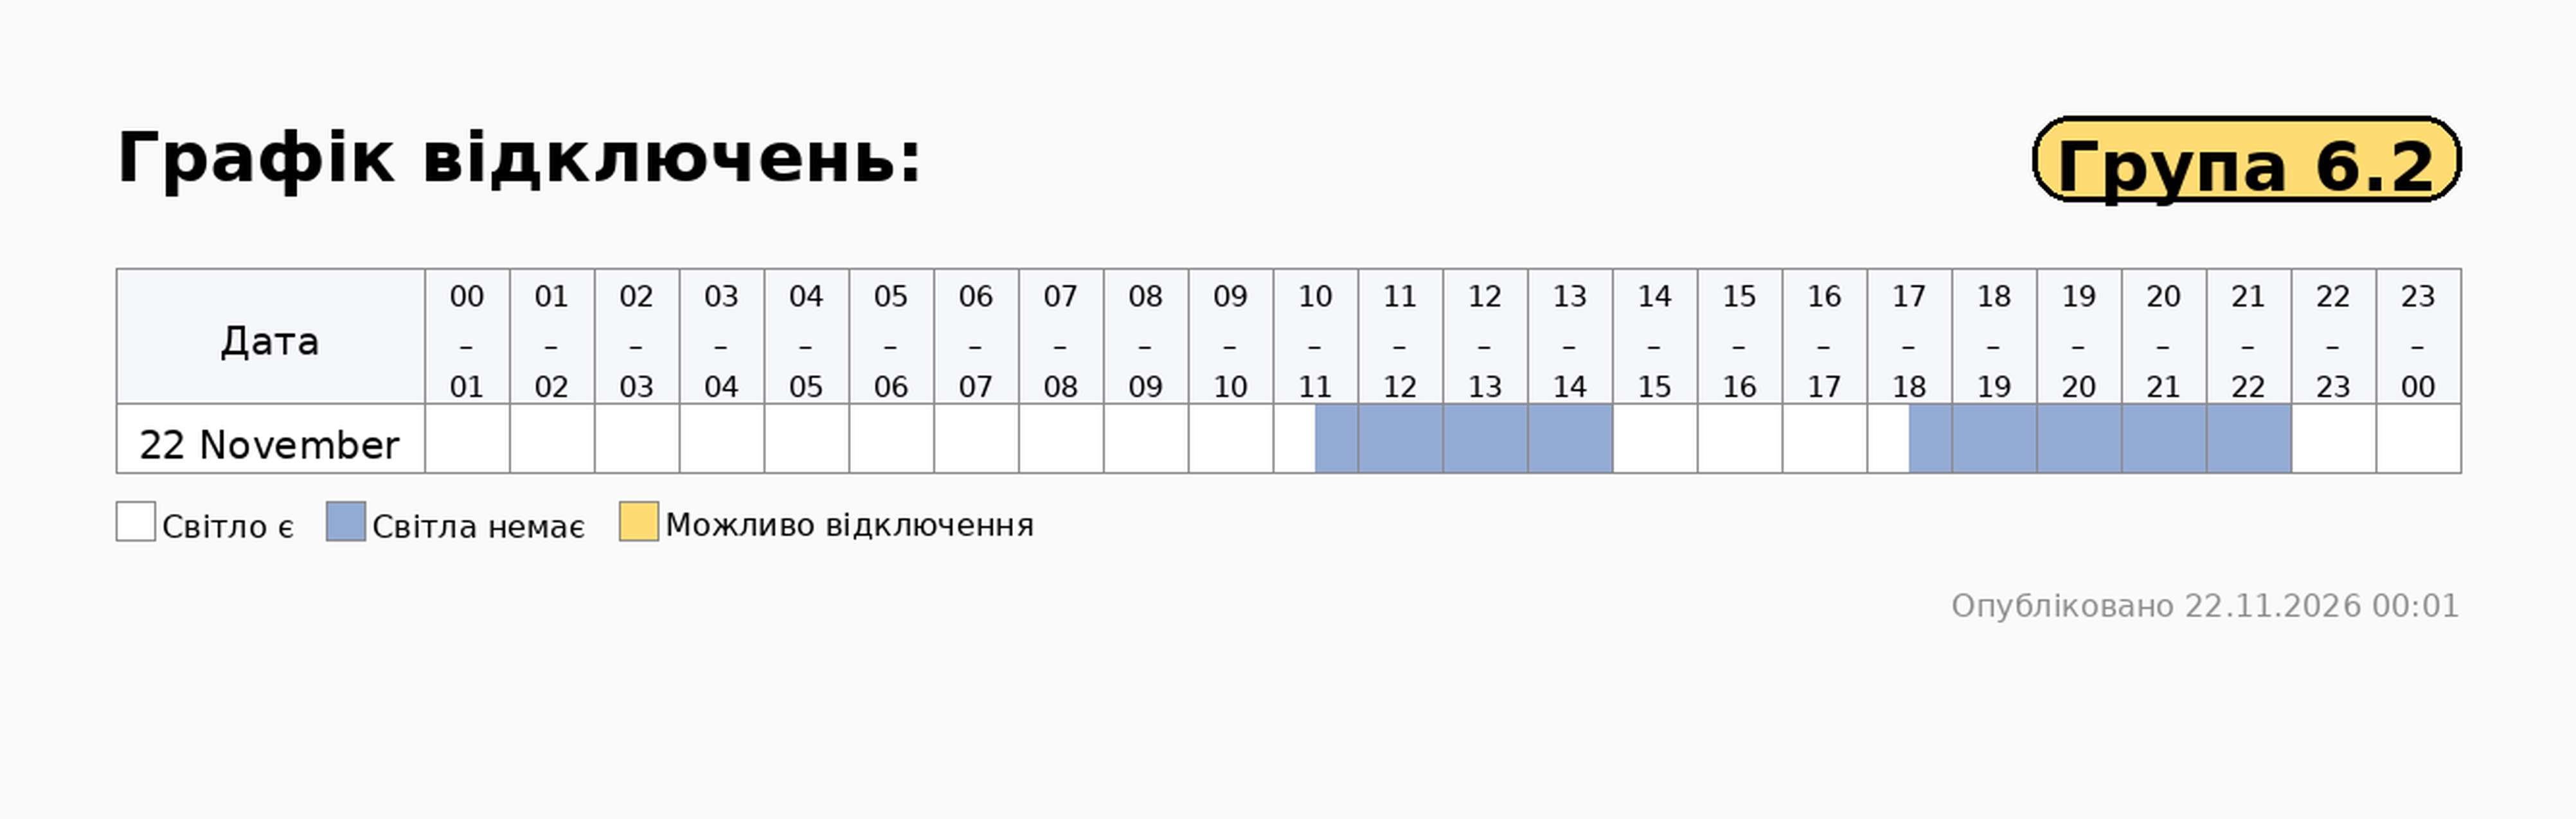 Графік відключень:
Група 6.2
Дата
00 01 02 03 04 05 06 07 08 09 10 11 12 13 14 15 16 17 18 19 20 21 22 23
– – – – – – – – – – – – – – – – – – – – – – – –
01 02 03 04 05 06 07 08 09 10 11 12 13 14 15 16 17 18 19 20 21 22 23 00
22 November
Світло є Світла немає Можливо відключення
Опубліковано 22.11.2026 00:01